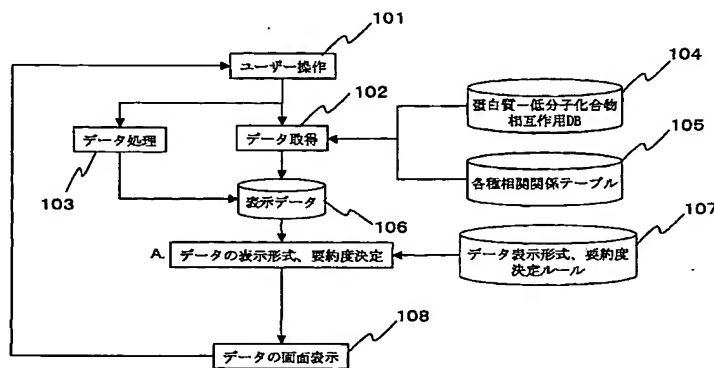 101
ユーザー操作
102
104
蛋白質－低分子化合物
相互作用DB
データ処理
データ取得
103
105
各種相関関係テーブル
表示データ
106
107
A. データの表示形式、要約度決定
データ表示形式、要約度
決定ルール
108
データの画面表示